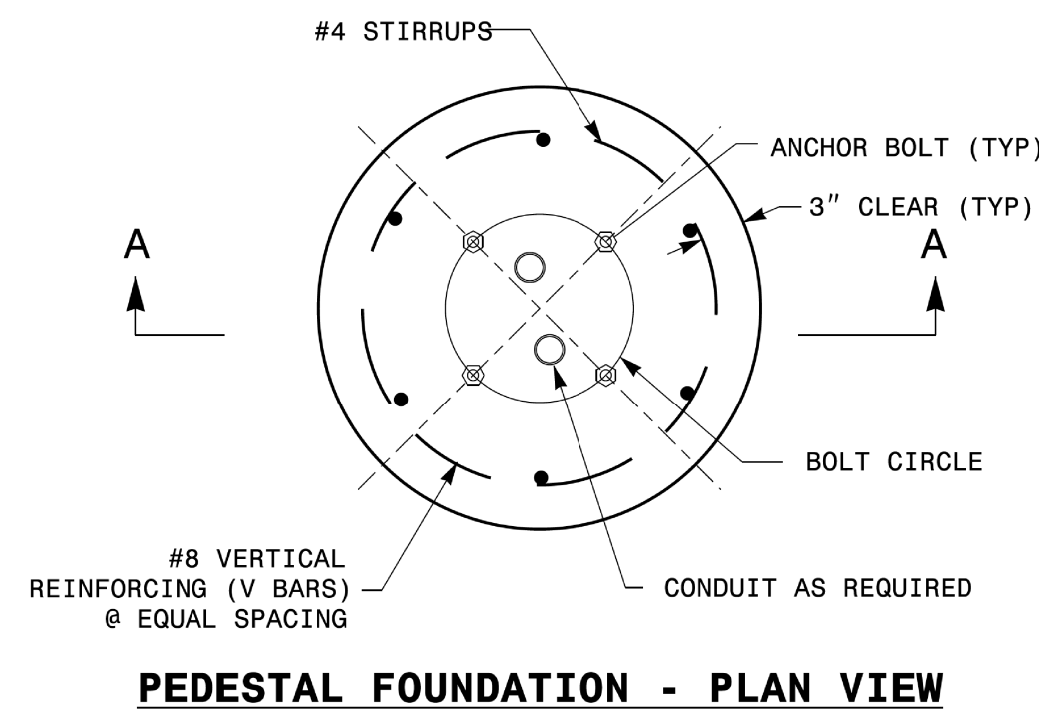 #4 STIRRUPS
ANCHOR BOLT (TYP)
3" CLEAR (TYP)
A
A
BOLT CIRCLE
#8 VERTICAL
REINFORCING (V BARS)
@ EQUAL SPACING
CONDUIT AS REQUIRED
PEDESTAL FOUNDATION - PLAN VIEW